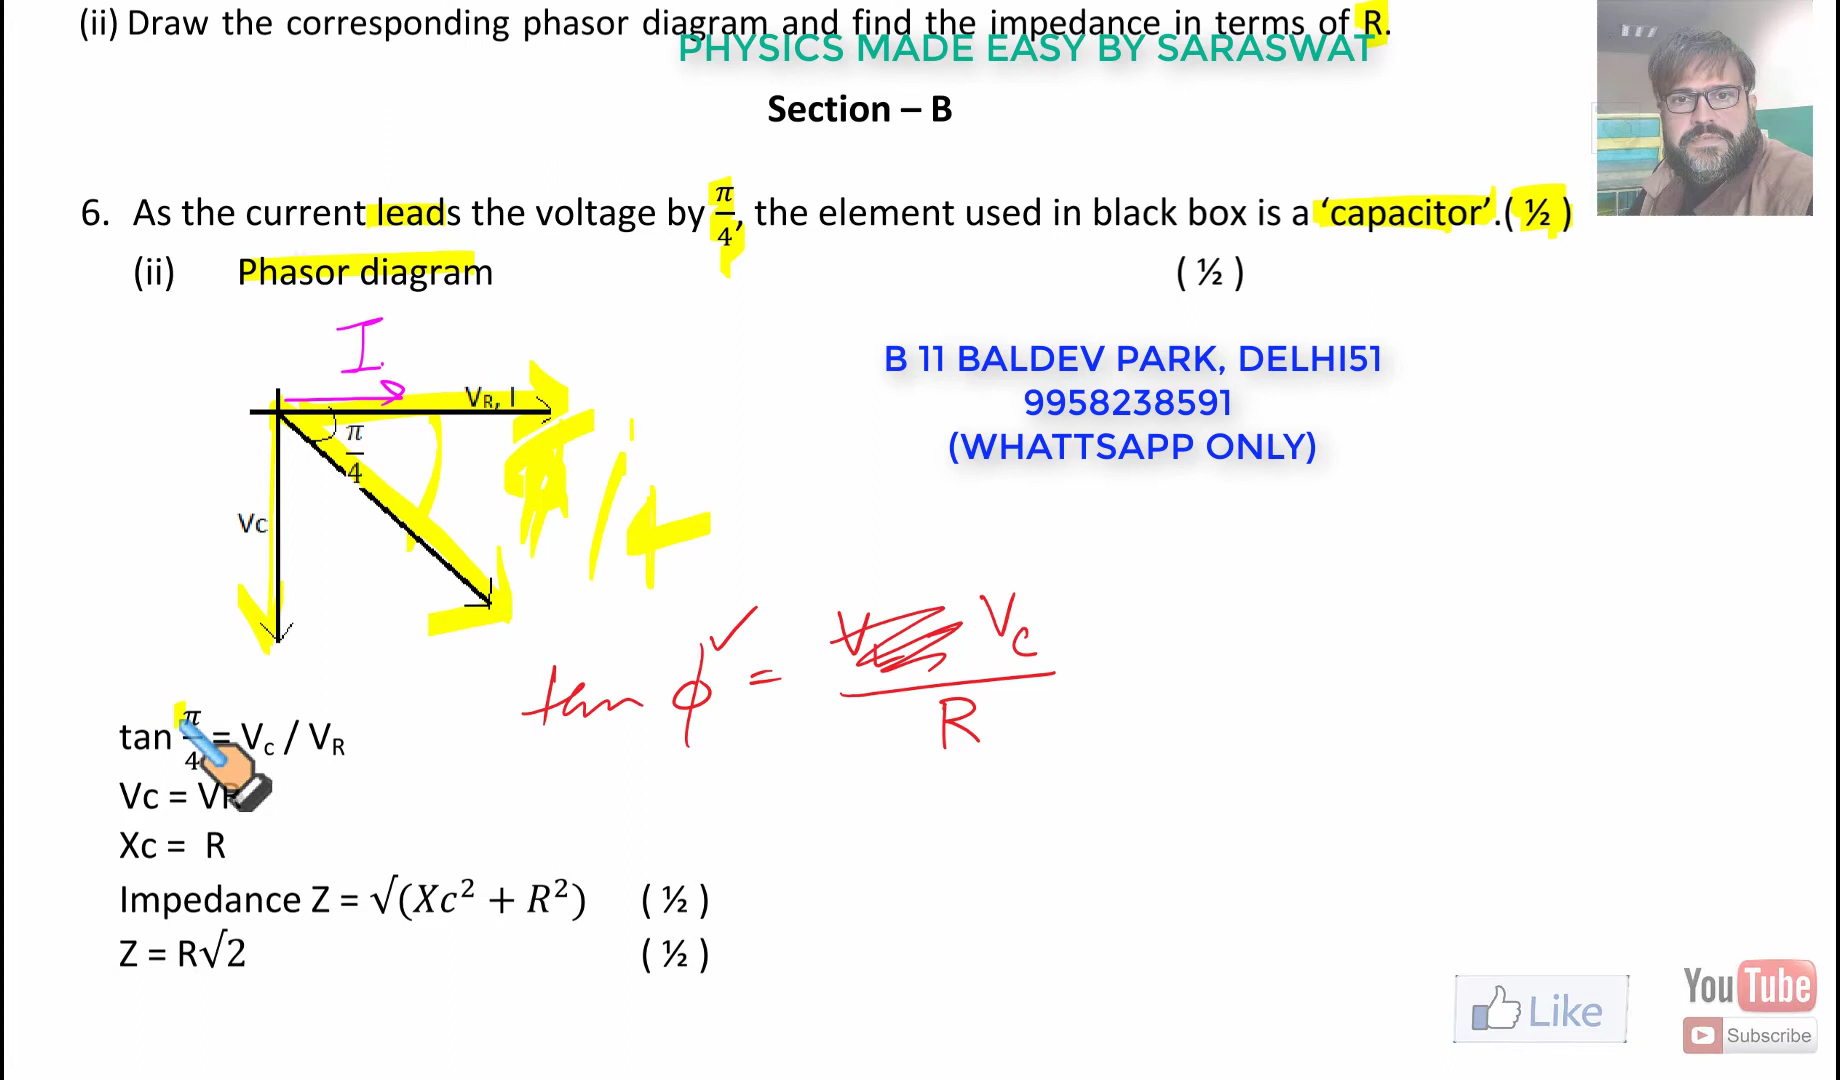 (ii) Draw the corresponding phasor diagram and find the impedance in terms of R.
PHYSICS MADE EASY BY SARASWAT
Section – B
6. As the current leads the voltage by π/4, the element used in black box is a ‘capacitor’.( ½ )
(ii) Phasor diagram ( ½ )
I
B 11 BALDEV PARK, DELHI51
9958238591
(WHATTSAPP ONLY)
VR, I
π/4
π/4
Vc
tan ϕ = Vc / R
tan π/4 = Vc / VR
Vc = VR
Xc = R
Impedance Z = √(Xc² + R²) ( ½ )
Z = R√2 ( ½ )
Like
YouTube
Subscribe